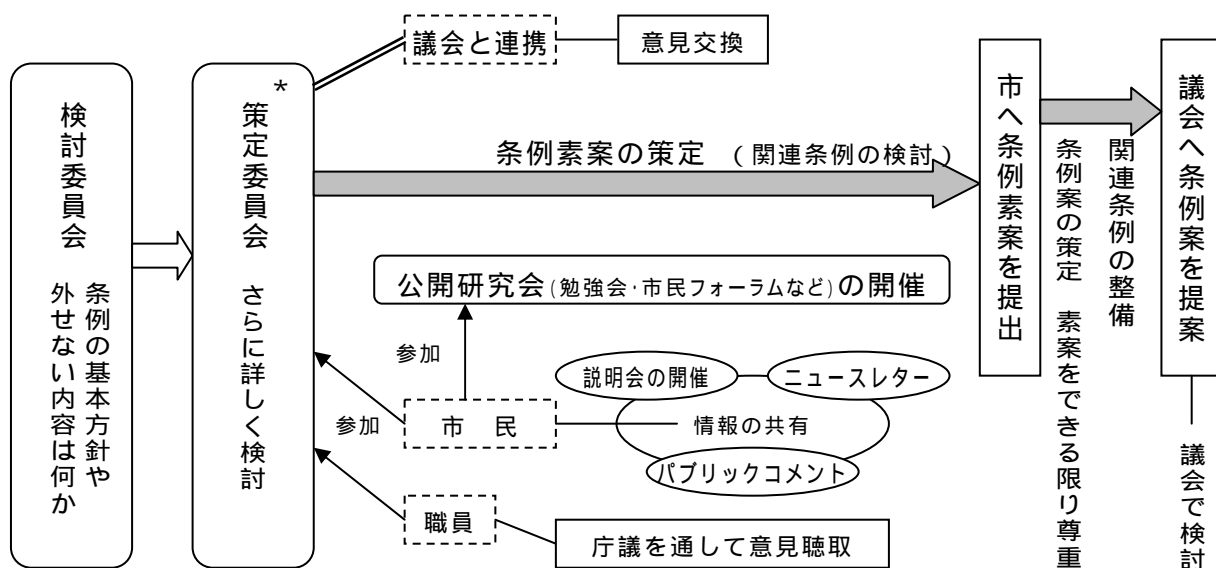 検討委員会
条例の基本方針や
外せない内容は何か
策定委員会 さらに詳しく検討
*
議会と連携
意見交換
条例素案の策定 (関連条例の検討)
公開研究会(勉強会・市民フォーラムなど)の開催
参加
参加
市 民
説明会の開催
ニュースレター
情報の共有
パブリックコメント
職員
庁議を通して意見聴取
市へ条例素案を提出
関連条例の整備
条例案の策定 素案をできる限り尊重
議会へ条例案を提案
議会で検討